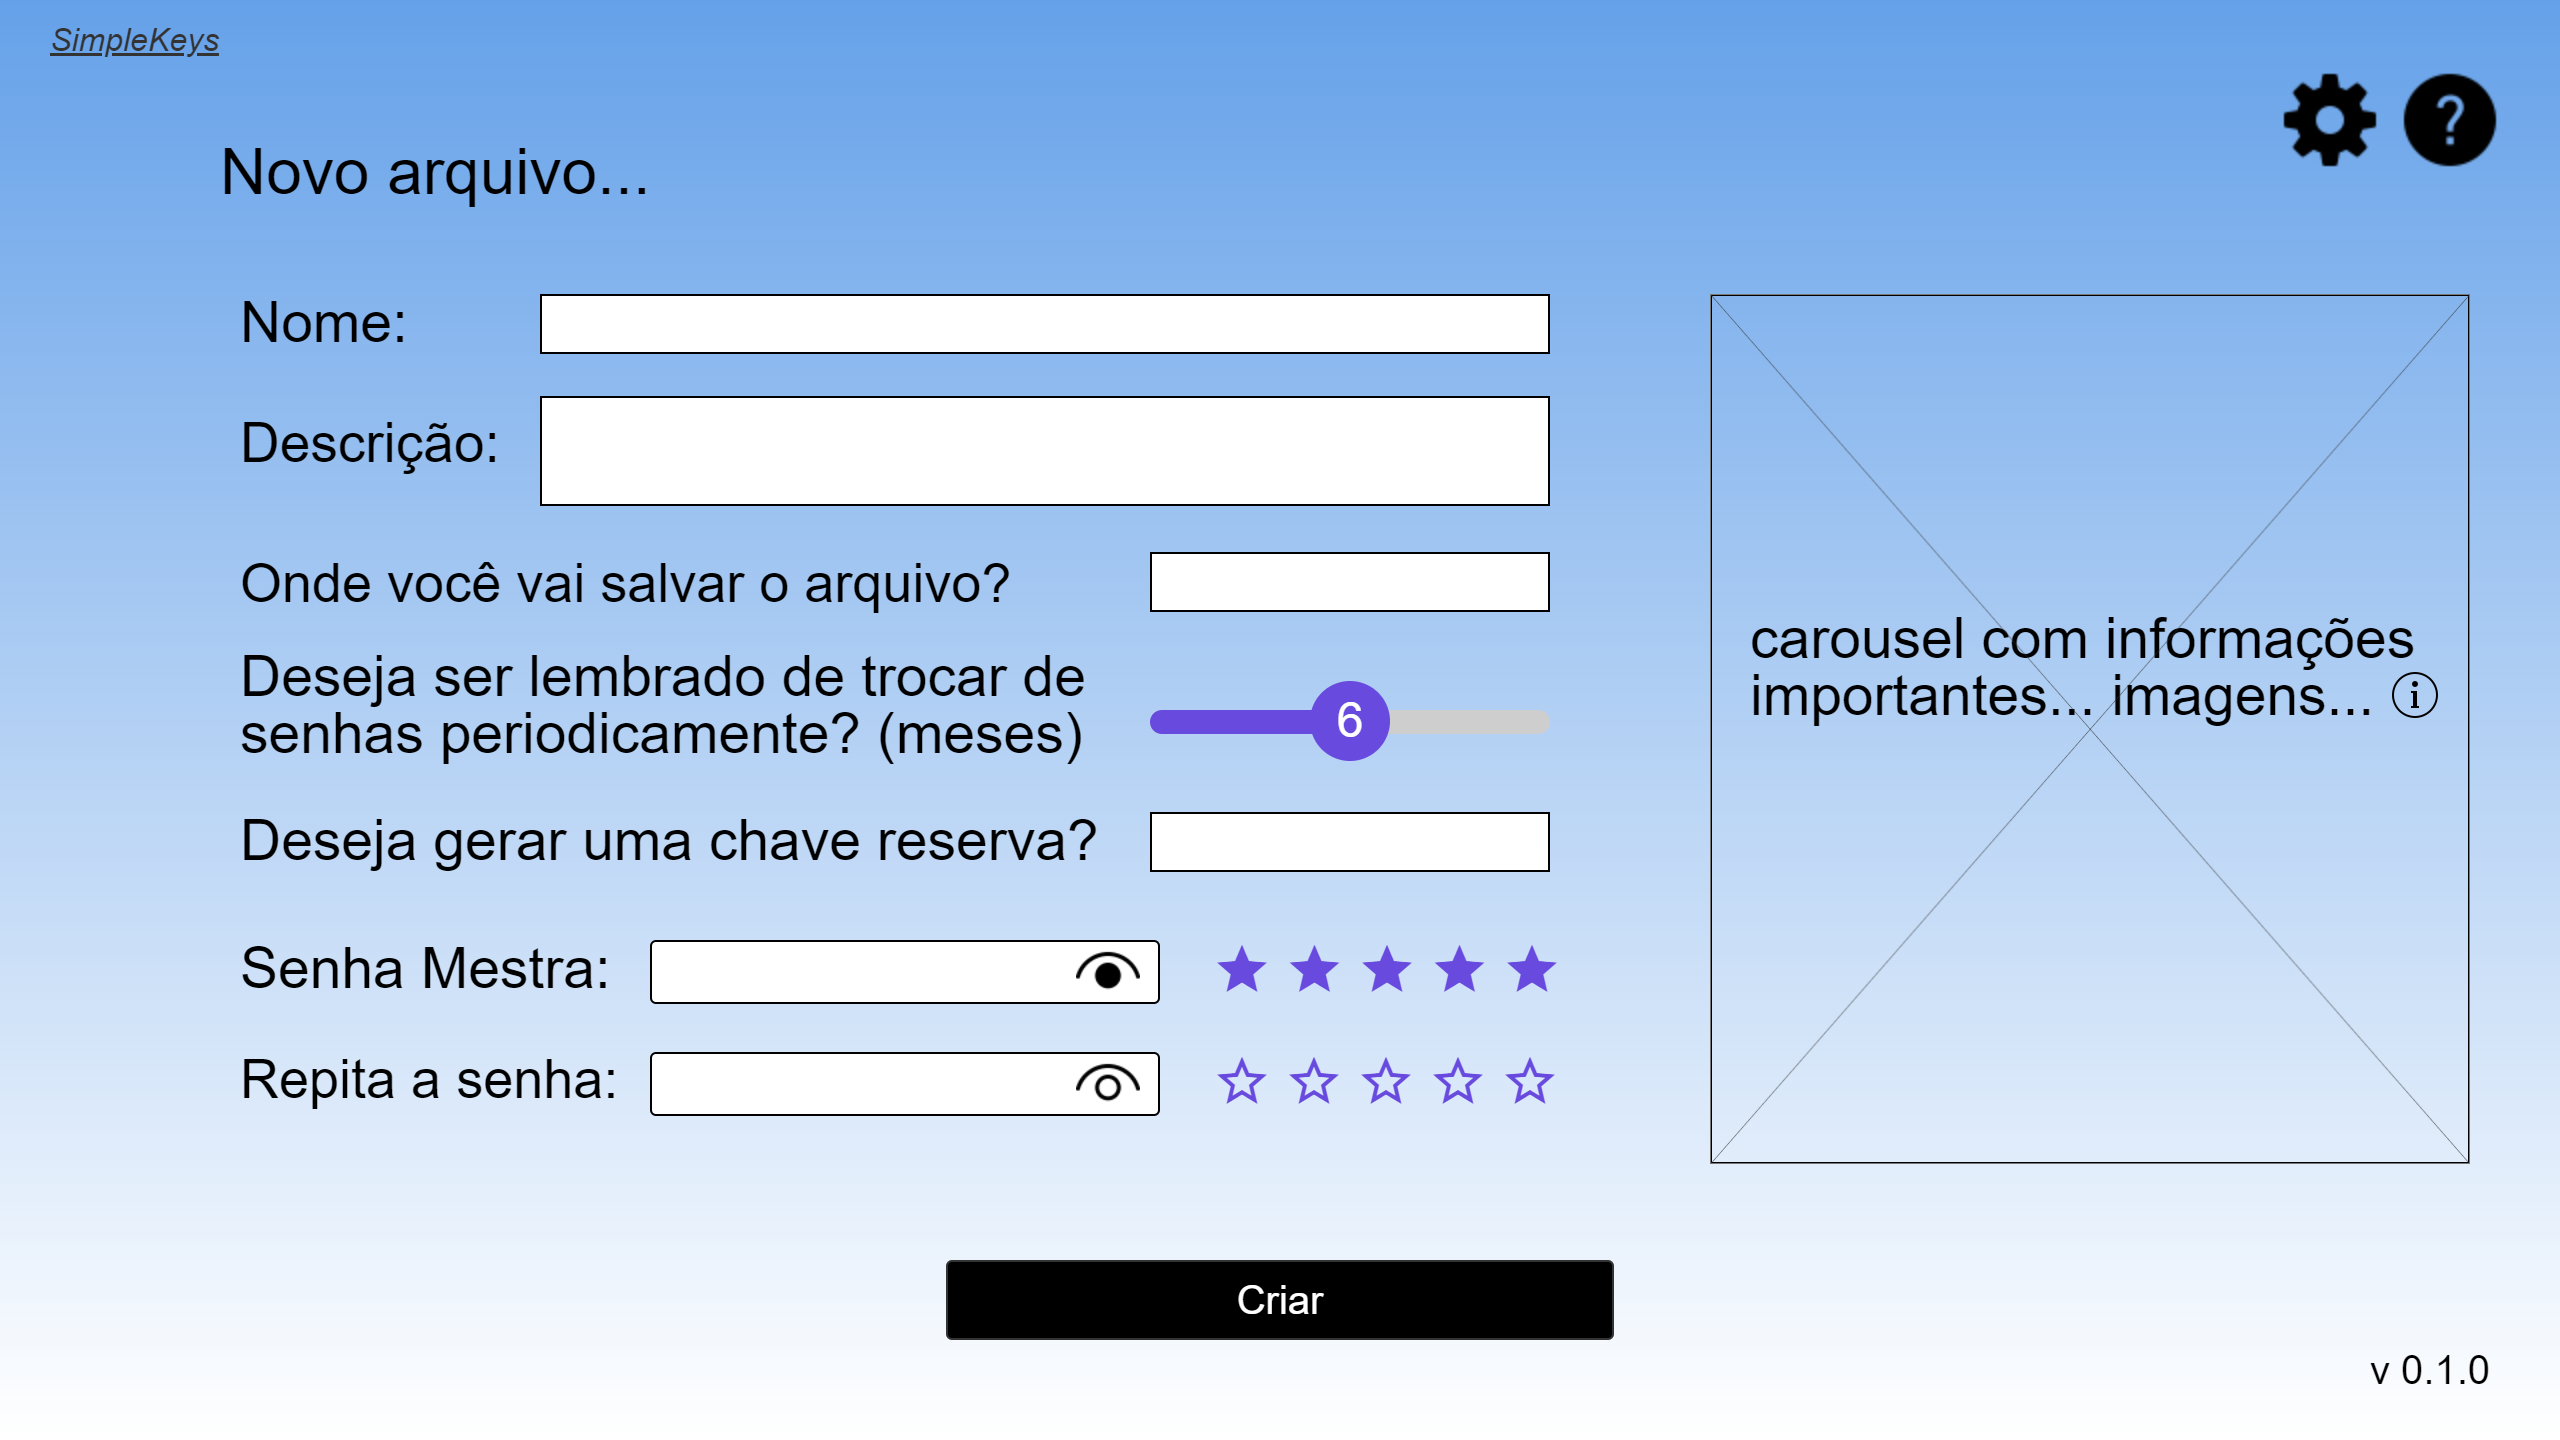 SimpleKeys
Novo arquivo...
Nome:
Descrição:
Onde você vai salvar o arquivo?
Deseja ser lembrado de trocar de
senhas periodicamente? (meses)
6
Deseja gerar uma chave reserva?
Senha Mestra:
Repita a senha:
carousel com informações
importantes... imagens...
Criar
v 0.1.0